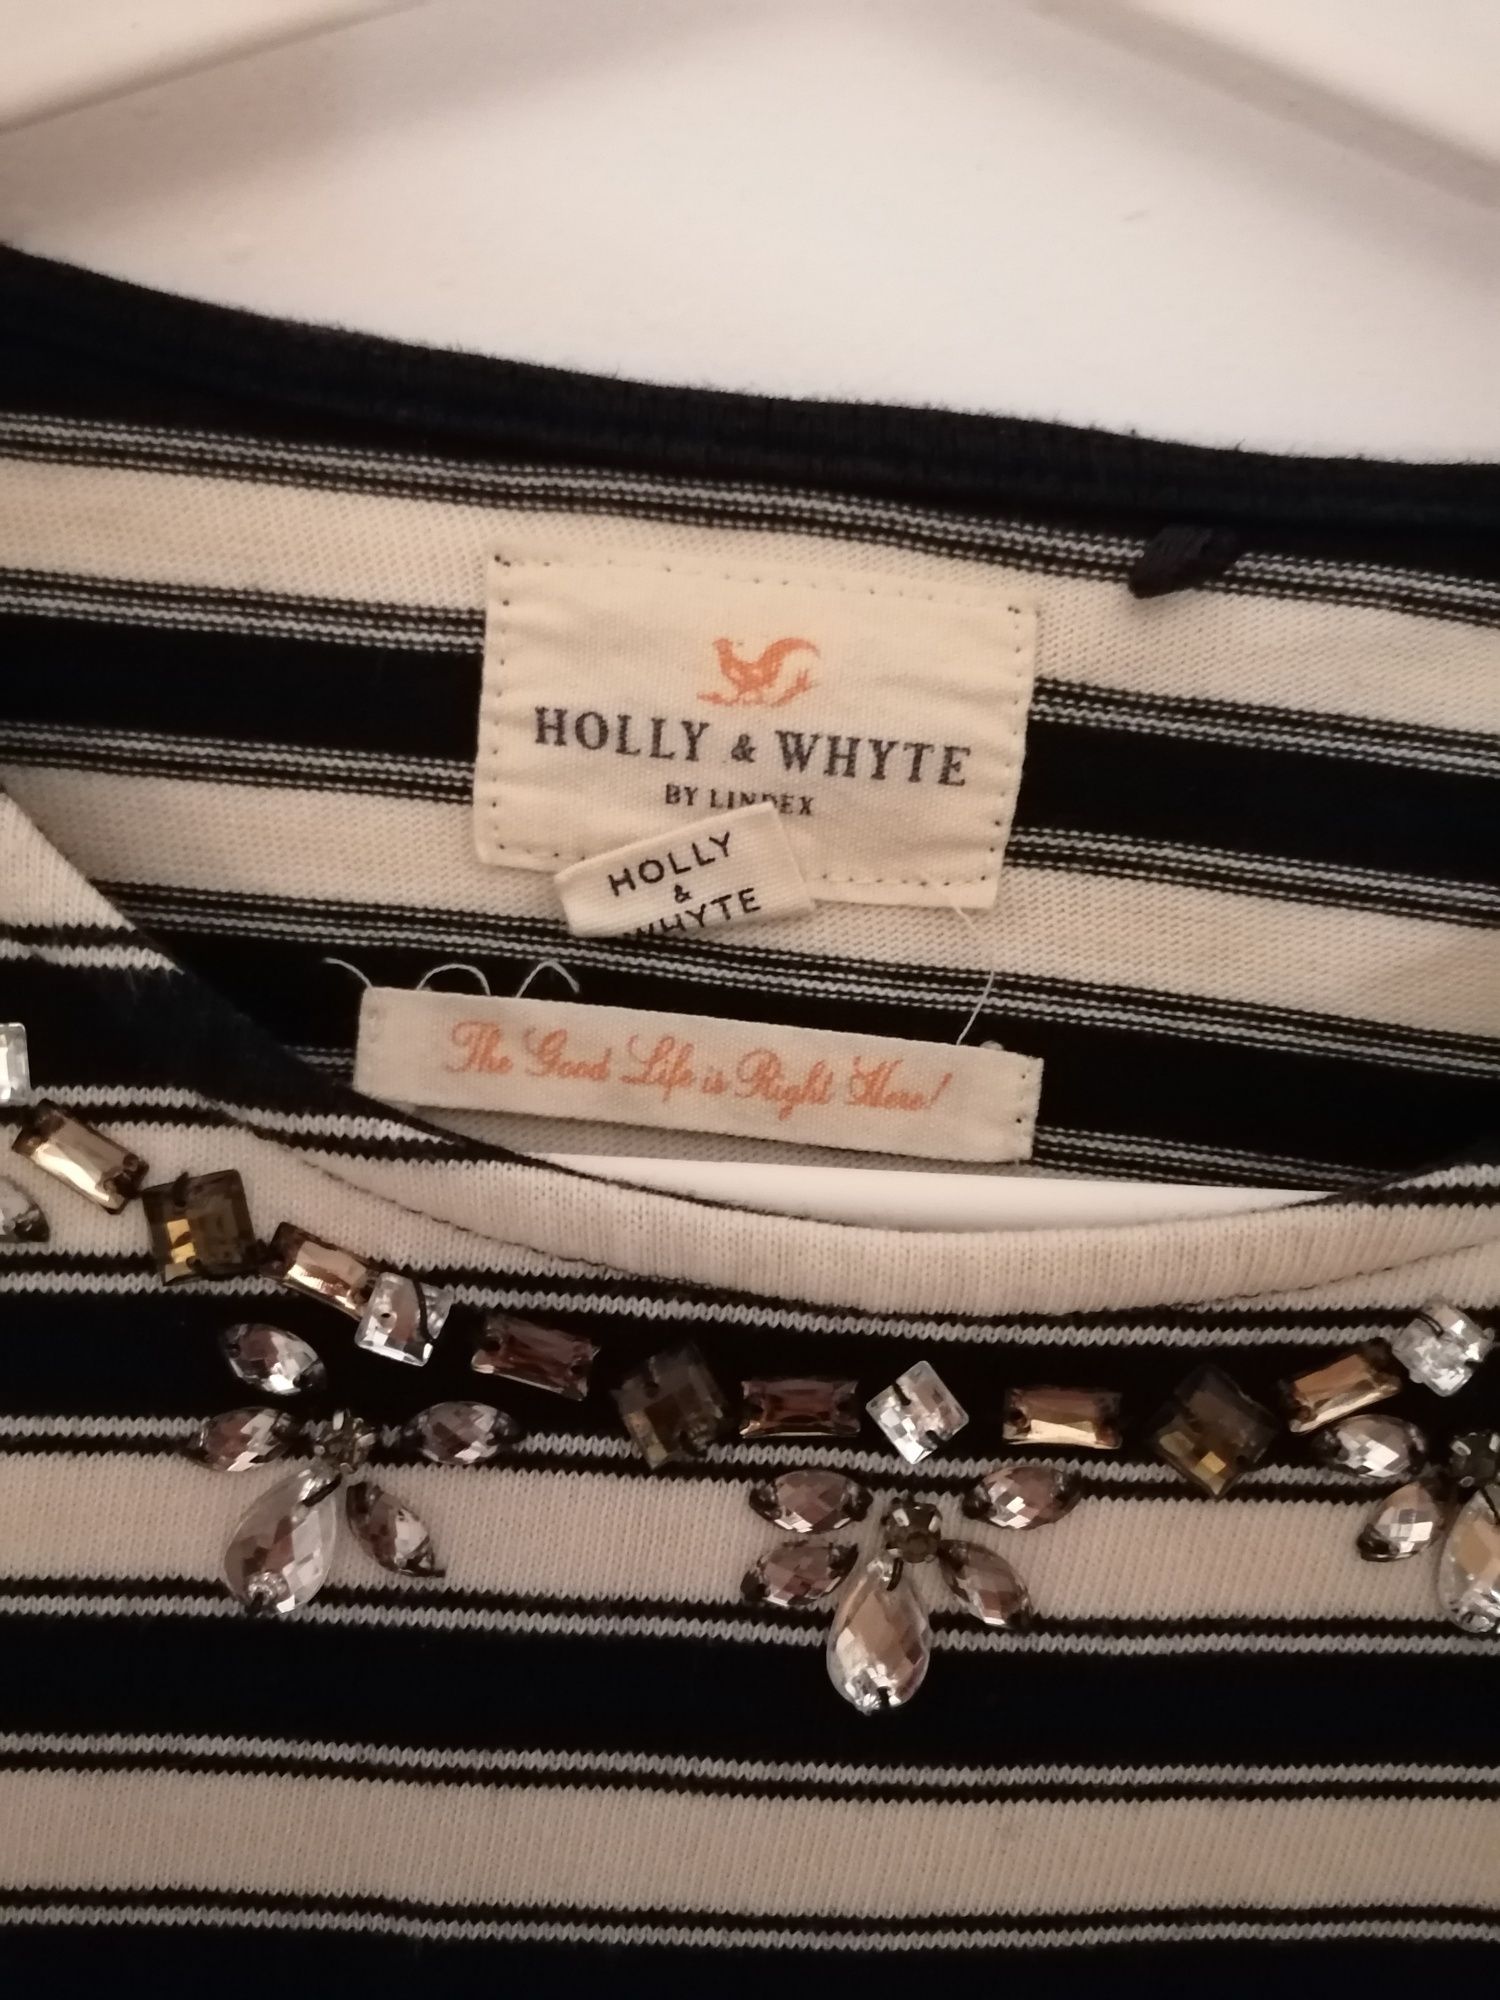 HOLLY & WHYTE
BY LINDEX
HOLLY
&
WHYTE
The Good Life is Right Here!